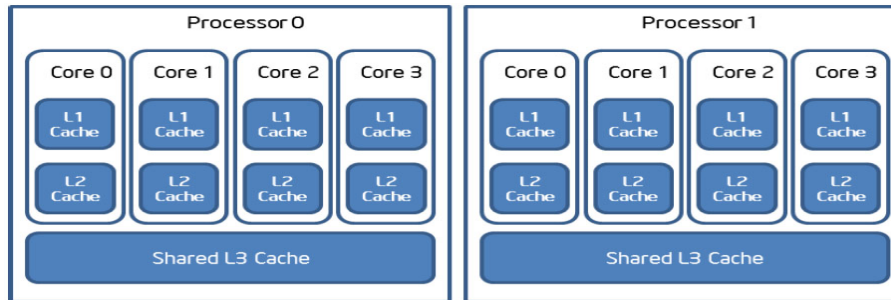 Processor 0
Core 0 Core 1 Core 2 Core 3
L1 Cache L1 Cache L1 Cache L1 Cache
L2 Cache L2 Cache L2 Cache L2 Cache
Shared L3 Cache
Processor 1
Core 0 Core 1 Core 2 Core 3
L1 Cache L1 Cache L1 Cache L1 Cache
L2 Cache L2 Cache L2 Cache L2 Cache
Shared L3 Cache